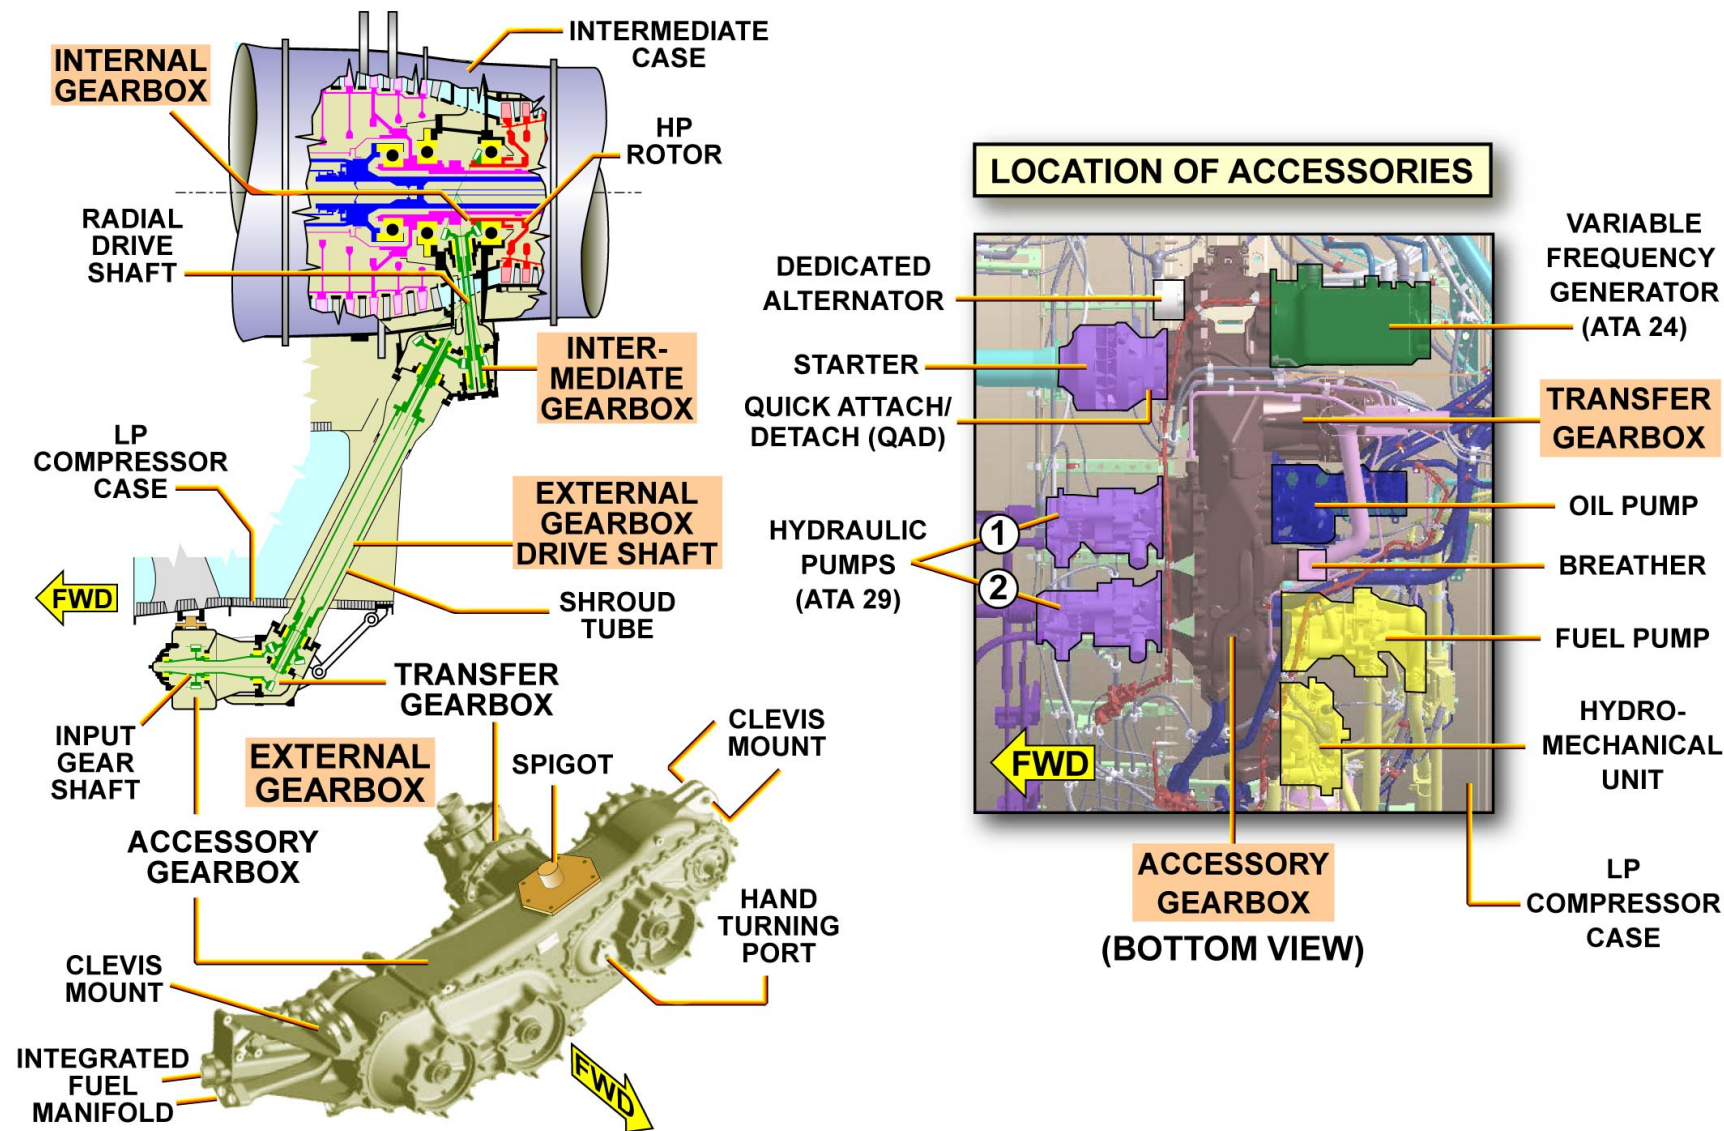 INTERMEDIATE
CASE
INTERNAL
GEARBOX
HP
ROTOR
RADIAL
DRIVE
SHAFT
INTER-
MEDIATE
GEARBOX
LP
COMPRESSOR
CASE
EXTERNAL
GEARBOX
DRIVE SHAFT
FWD
SHROUD
TUBE
TRANSFER
GEARBOX
INPUT
GEAR
SHAFT
EXTERNAL
GEARBOX
SPIGOT
CLEVIS
MOUNT
ACCESSORY
GEARBOX
HAND
TURNING
PORT
CLEVIS
MOUNT
INTEGRATED
FUEL
MANIFOLD
FWD
LOCATION OF ACCESSORIES
DEDICATED
ALTERNATOR
STARTER
QUICK ATTACH/
DETACH (QAD)
HYDRAULIC
PUMPS
(ATA 29)
1
2
FWD
VARIABLE
FREQUENCY
GENERATOR
(ATA 24)
TRANSFER
GEARBOX
OIL PUMP
BREATHER
FUEL PUMP
HYDRO-
MECHANICAL
UNIT
LP
COMPRESSOR
CASE
ACCESSORY
GEARBOX
(BOTTOM VIEW)